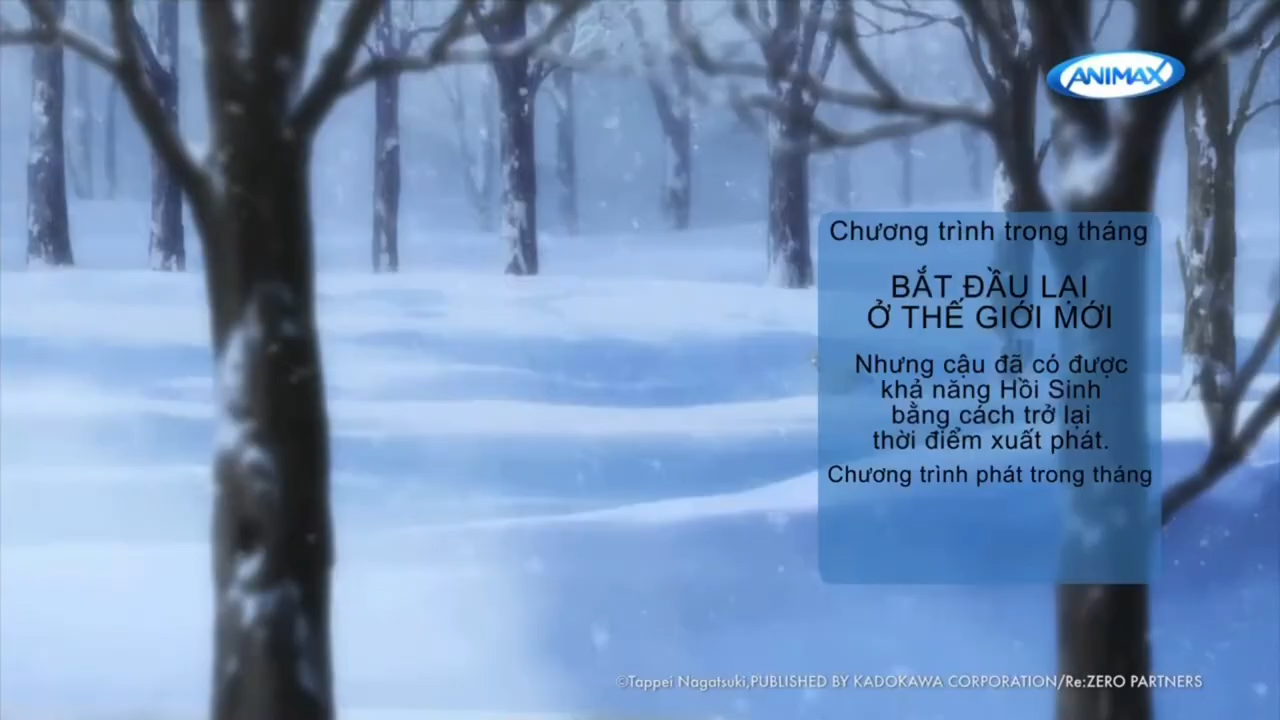 ANIMAX
Chương trình trong tháng
BẮT ĐẦU LẠI
Ở THẾ GIỚI MỚI
Nhưng cậu đã có được
khả năng Hồi Sinh
bằng cách trở lại
thời điểm xuất phát.
Chương trình phát trong tháng
©Tappei Nagatsuki,PUBLISHED BY KADOKAWA CORPORATION/Re:ZERO PARTNERS